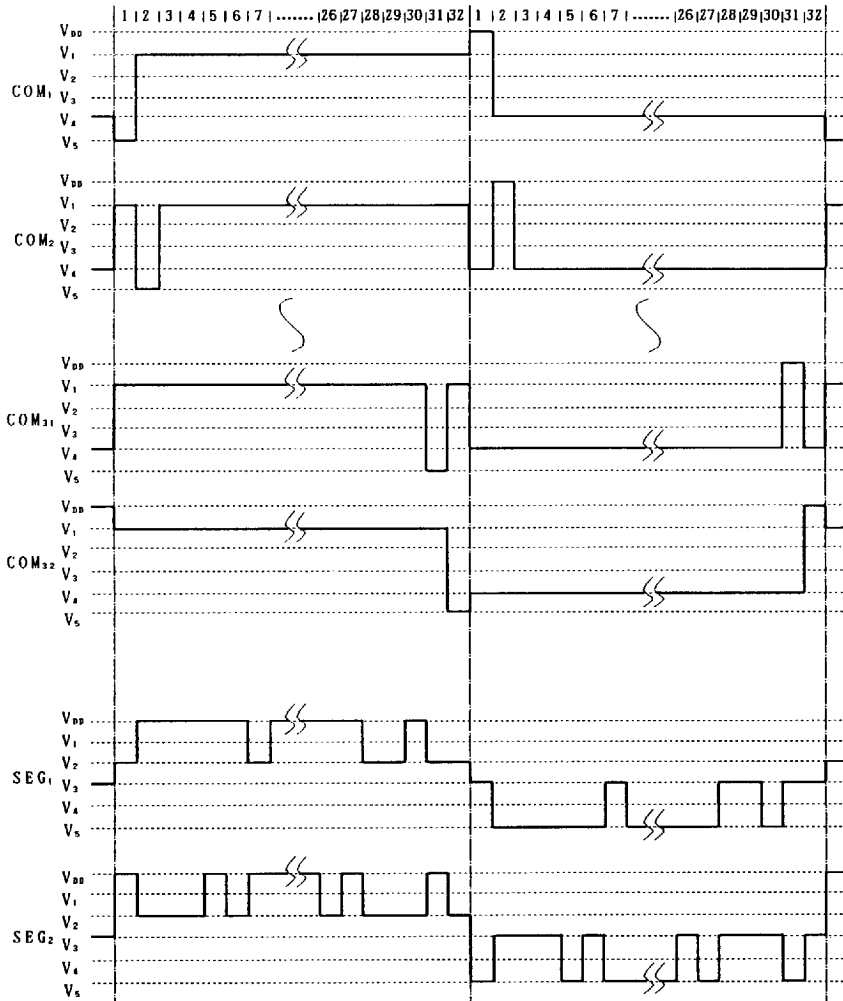 1 | 2 | 3 | 4 | 5 | 6 | 7 | ........ |26|27|28|29|30|31|32 | 1 | 2 | 3 | 4 | 5 | 6 | 7 | ........ |26|27|28|29|30|31|32
VDD
V1
V2
COM1 V3
V4
V5
VDD
V1
V2
COM2 V3
V4
V5
VDD
V1
V2
COM31 V3
V4
V5
VDD
V1
V2
COM32 V3
V4
V5
VDD
V1
V2
SEG1 V3
V4
V5
VDD
V1
V2
SEG2 V3
V4
V5